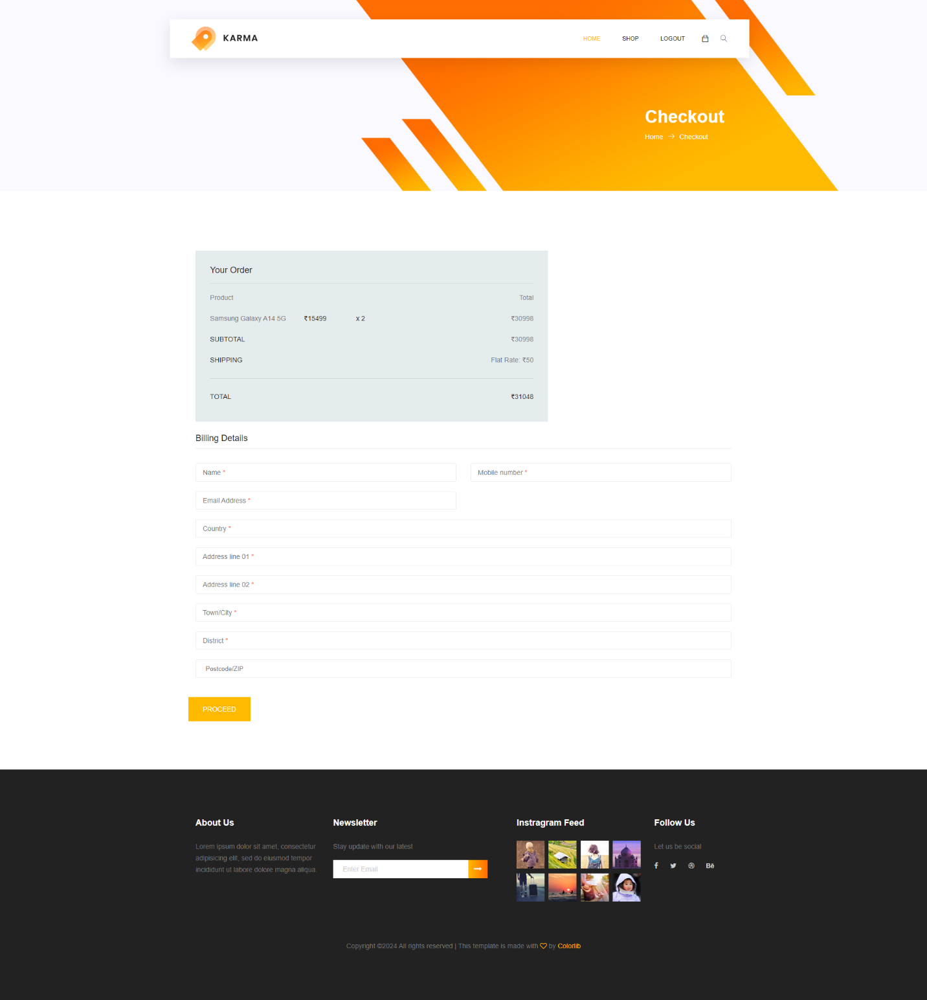 KARMA
HOME SHOP LOGOUT
Checkout
Home Checkout
Your Order
Product Total
Samsung Galaxy A14 5G ₹15499 x 2 ₹30998
SUBTOTAL ₹30998
SHIPPING Flat Rate: ₹50
TOTAL ₹31048
Billing Details
Name * Mobile number *
Email Address *
Country *
Address line 01 *
Address line 02 *
Town/City *
District *
Postcode/ZIP
PROCEED
About Us
Lorem ipsum dolor sit amet, consectetur
adipisicing elit, sed do eiusmod tempor
incididunt ut labore dolore magna aliqua.
Newsletter
Stay update with our latest
Enter Email
Instragram Feed
Follow Us
Let us be social
Copyright ©2024 All rights reserved | This template is made with by Colorlib